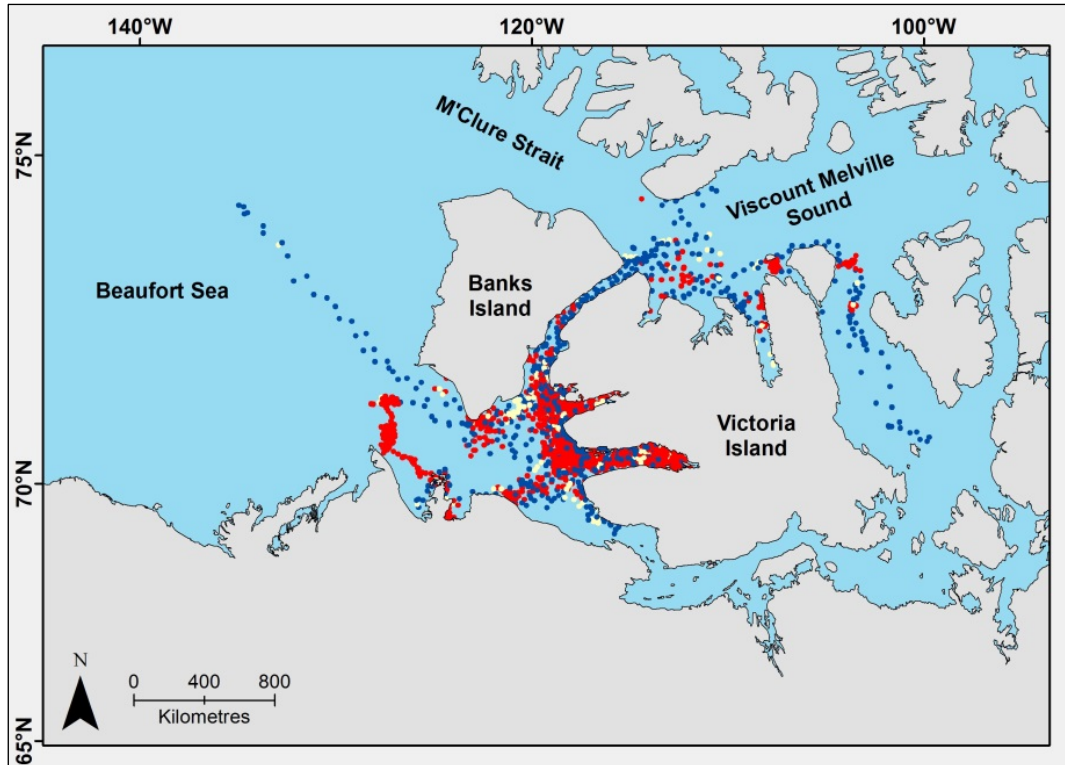 140°W
120°W
100°W
M'Clure Strait
75°N
Viscount Melville
Sound
Beaufort Sea
Banks
Island
Victoria
Island
70°N
N
0 400 800
Kilometres
65°N